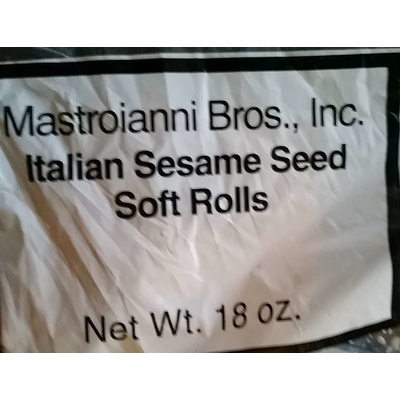 Mastroianni Bros., Inc.
Italian Sesame Seed
Soft Rolls
Net Wt. 18 oz.